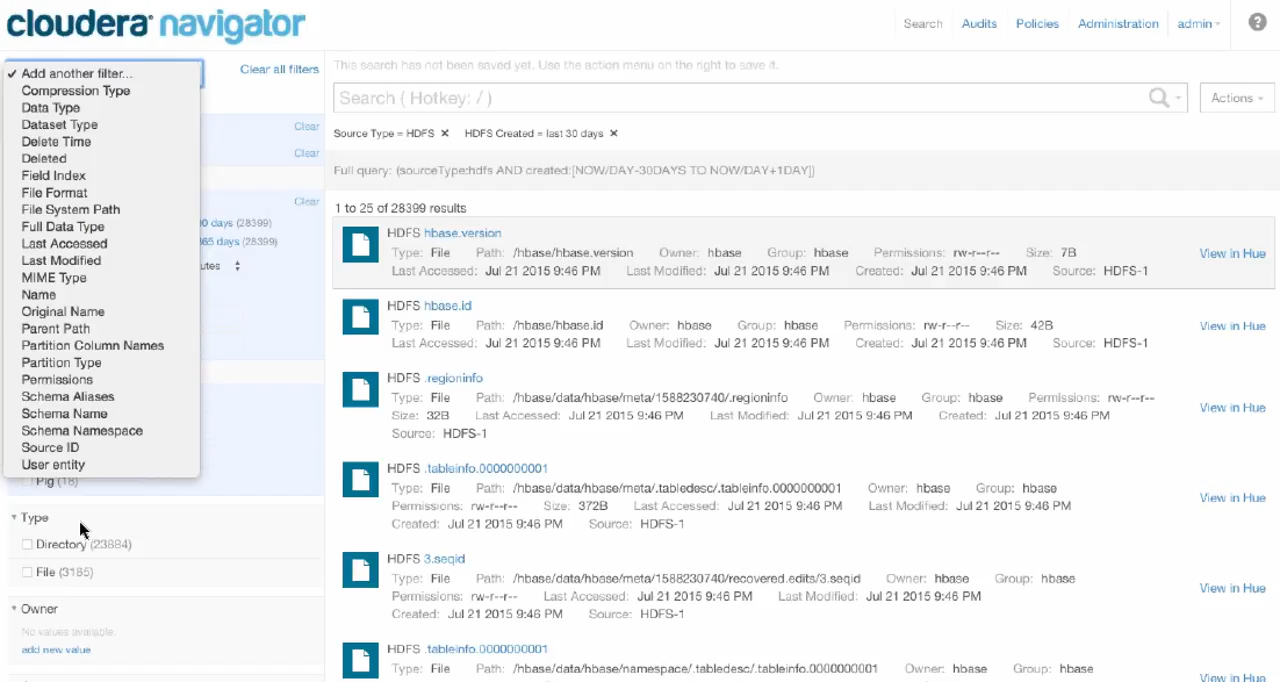 cloudera navigator
Search Audits Policies Administration admin ?
✓ Add another filter...
Compression Type
Data Type
Dataset Type
Delete Time
Deleted
Field Index
File Format
File System Path
Full Data Type
Last Accessed
Last Modified
MIME Type
Name
Original Name
Parent Path
Partition Column Names
Partition Type
Permissions
Schema Aliases
Schema Name
Schema Namespace
Source ID
User entity
Clear all filters
Clear
Clear
Clear
0 days (28399)
365 days (28399)
utes
Pig (18)
Type
Directory (23884)
File (3185)
Owner
No values available.
add new value
This search has not been saved yet. Use the action menu on the right to save it.
Search ( Hotkey: / )
Actions
Source Type = HDFS ✕ HDFS Created = last 30 days ✕
Full query: (sourceType:hdfs AND created:[NOW/DAY-30DAYS TO NOW/DAY+1DAY])
1 to 25 of 28399 results
HDFS hbase.version
Type: File Path: /hbase/hbase.version Owner: hbase Group: hbase Permissions: rw-r--r-- Size: 7B
Last Accessed: Jul 21 2015 9:46 PM Last Modified: Jul 21 2015 9:46 PM Created: Jul 21 2015 9:46 PM Source: HDFS-1
View in Hue
HDFS hbase.id
Type: File Path: /hbase/hbase.id Owner: hbase Group: hbase Permissions: rw-r--r-- Size: 42B
Last Accessed: Jul 21 2015 9:46 PM Last Modified: Jul 21 2015 9:46 PM Created: Jul 21 2015 9:46 PM Source: HDFS-1
View in Hue
HDFS .regioninfo
Type: File Path: /hbase/data/hbase/meta/1588230740/.regioninfo Owner: hbase Group: hbase Permissions: rw-r--r--
Size: 32B Last Accessed: Jul 21 2015 9:46 PM Last Modified: Jul 21 2015 9:46 PM Created: Jul 21 2015 9:46 PM
Source: HDFS-1
View in Hue
HDFS .tableinfo.0000000001
Type: File Path: /hbase/data/hbase/meta/.tabledesc/.tableinfo.0000000001 Owner: hbase Group: hbase
Permissions: rw-r--r-- Size: 372B Last Accessed: Jul 21 2015 9:46 PM Last Modified: Jul 21 2015 9:46 PM
Created: Jul 21 2015 9:46 PM Source: HDFS-1
View in Hue
HDFS 3.seqid
Type: File Path: /hbase/data/hbase/meta/1588230740/recovered.edits/3.seqid Owner: hbase Group: hbase
Permissions: rw-r--r-- Last Accessed: Jul 21 2015 9:46 PM Last Modified: Jul 21 2015 9:46 PM
Created: Jul 21 2015 9:46 PM Source: HDFS-1
View in Hue
HDFS .tableinfo.0000000001
Type: File Path: /hbase/data/hbase/namespace/.tabledesc/.tableinfo.0000000001 Owner: hbase Group: hbase
View in Hue